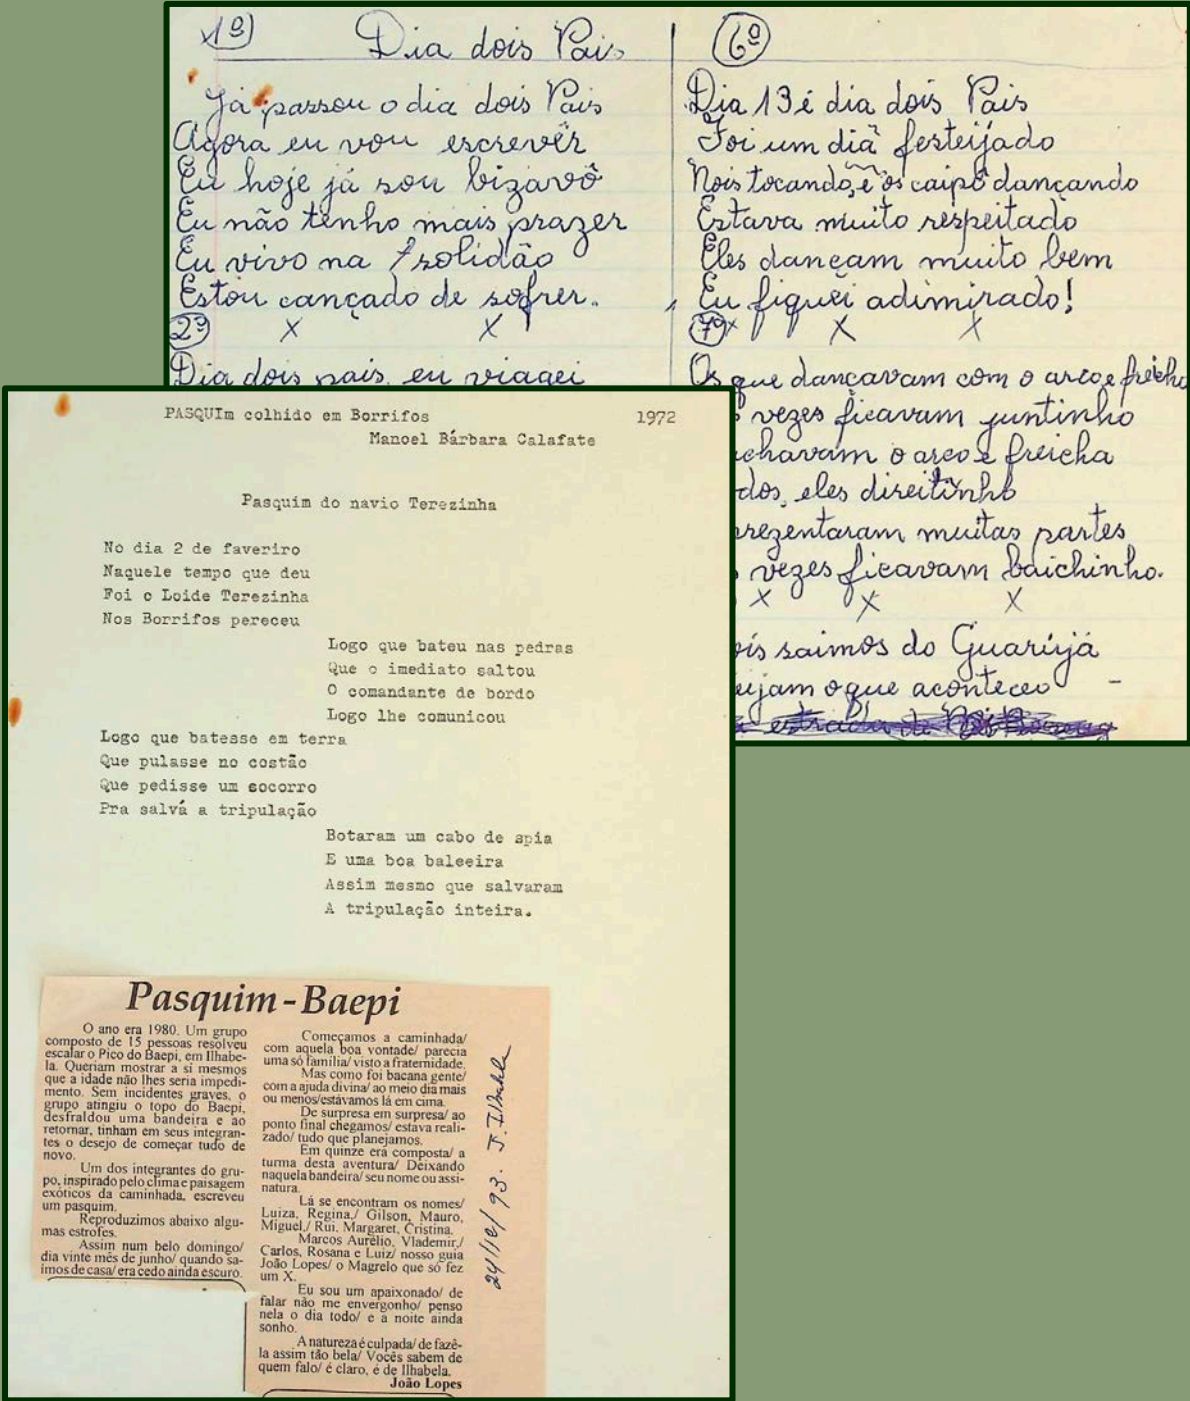 1º)
Dia dois Pais
Já passou o dia dois Pais
Agora eu vou escrevêr
Eu hoje já sou bizavô
Eu não tenho mais prazer
Eu vivo na solidão
Estou cançado de sofrer.
2º
x x
Dia dois pais, eu viagei
6º
Dia 13 é dia dois Pais
Foi um dia festeijado
Nois tocando, e os caipó dançando
Estava muito respeitado
Eles dançam muito bem
Eu fiquei adimirado!
7º x x x
Os que dançavam com o arco e freicha
vezes ficavam juntinho
chavam o arco e freicha
dos, eles direitinho
prezentaram muitas partes
vezes ficavam baichinho.
x x x
ois saimos do Guarujá
ejam oque aconteceo -
estrada de
PASQUIm colhido em Borrifos 1972
Manoel Bárbara Calafate
Pasquim do navio Terezinha
No dia 2 de faveriro
Naquele tempo que deu
Foi o Loide Terezinha
Nos Borrifos pereceu
Logo que bateu nas pedras
Que o imediato saltou
O comandante de bordo
Logo lhe comunicou
Logo que batesse em terra
Que pulasse no costão
Que pedisse um socorro
Pra salvá a tripulação
Botaram um cabo de spia
E uma boa baleeira
Assim mesmo que salvaram
A tripulação inteira.
Pasquim-Baepi
O ano era 1980. Um grupo
composto de 15 pessoas resolveu
escalar o Pico do Baepi, em Ilhabe-
la. Queriam mostrar a si mesmos
que a idade não lhes seria impedi-
mento. Sem incidentes graves, o
grupo atingiu o topo do Baepi,
desfraldou uma bandeira e ao
retornar, tinham em seus integran-
tes o desejo de começar tudo de
novo.
Um dos integrantes do gru-
po, inspirado pelo clima e paisagem
exóticos da caminhada, escreveu
um pasquim.
Reproduzimos abaixo algu-
mas estrofes.
Assim num belo domingo/
dia vinte mês de junho/ quando sa-
ímos de casa/ era cedo ainda escuro.
Começamos a caminhada/
com aquela boa vontade/ parecia
uma só família/ visto a fraternidade.
Mas como foi bacana gente/
com a ajuda divina/ ao meio dia mais
ou menos/estávamos lá em cima.
De surpresa em surpresa/ ao
ponto final chegamos/ estava reali-
zado/ tudo que planejamos.
Em quinze era composta/ a
turma desta aventura/ Deixando
naquela bandeira/ seu nome ou assi-
natura.
Lá se encontram os nomes/
Luiza, Regina,/ Gilson, Mauro,
Miguel,/ Rui, Margaret, Cristina.
Marcos Aurélio, Vlademir,/
Carlos, Rosana e Luiz/ nosso guia
João Lopes/ o Magrelo que só fez
um X.
Eu sou um apaixonado/ de
falar não me envergonho/ penso
nela o dia todo/ e a noite ainda
sonho.
A natureza é culpada/ de fazê-
la assim tão bela/ Vocês sabem de
quem falo/ é claro, é de Ilhabela.
João Lopes